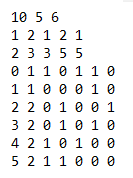 10 5 6
1 2 1 2 1
2 3 3 5 5
0 1 1 0 1 1 0
1 1 0 0 0 1 0
2 2 0 1 0 0 1
3 2 0 1 0 1 0
4 2 1 0 1 0 0
5 2 1 1 0 0 0